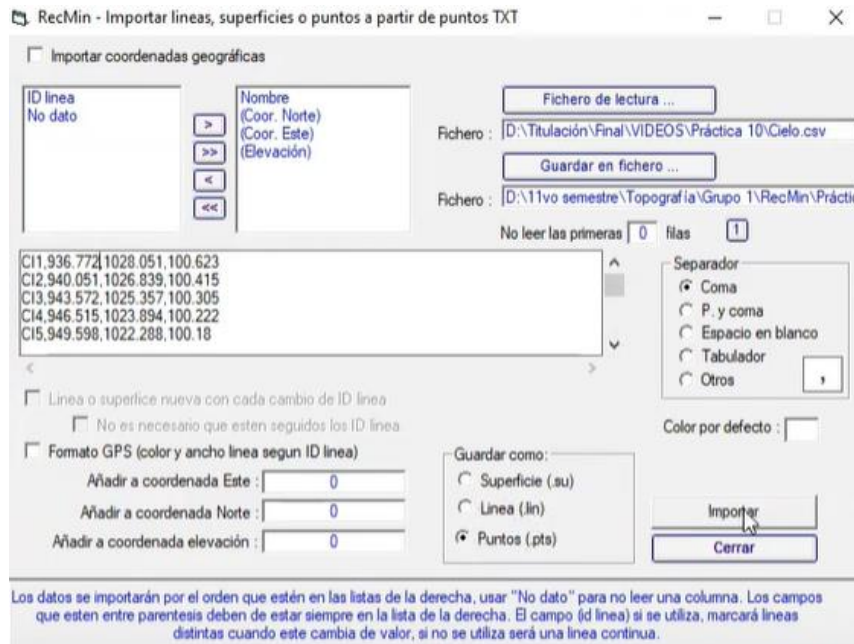 RecMin - Importar lineas, superficies o puntos a partir de puntos TXT
Importar coordenadas geográficas
ID linea
No dato
>
>>
<
<<
Nombre
(Coor. Norte)
(Coor. Este)
(Elevación)
Fichero de lectura ...
Fichero : D:\Titulación\Final\VIDEOS\Práctica 10\Cielo.csv
Guardar en fichero ...
Fichero : D:\11vo semestre\Topografía\Grupo 1\RecMin\Práctic
No leer las primeras 0 filas 1
CI1,936.772,1028.051,100.623
CI2,940.051,1026.839,100.415
CI3,943.572,1025.357,100.305
CI4,946.515,1023.894,100.222
CI5,949.598,1022.288,100.18
Separador
Coma
P. y coma
Espacio en blanco
Tabulador
Otros ,
Linea o superfice nueva con cada cambio de ID linea
No es necesario que esten seguidos los ID linea
Formato GPS (color y ancho linea segun ID linea)
Color por defecto :
Añadir a coordenada Este : 0
Añadir a coordenada Norte : 0
Añadir a coordenada elevación : 0
Guardar como:
Superficie (.su)
Linea (.lin)
Puntos (.pts)
Importar
Cerrar
Los datos se importarán por el orden que estén en las listas de la derecha, usar "No dato" para no leer una columna. Los campos
que esten entre parentesis deben de estar siempre en la lista de la derecha. El campo (id linea) si se utiliza, marcará lineas
distintas cuando este cambia de valor, si no se utiliza será una linea continua.